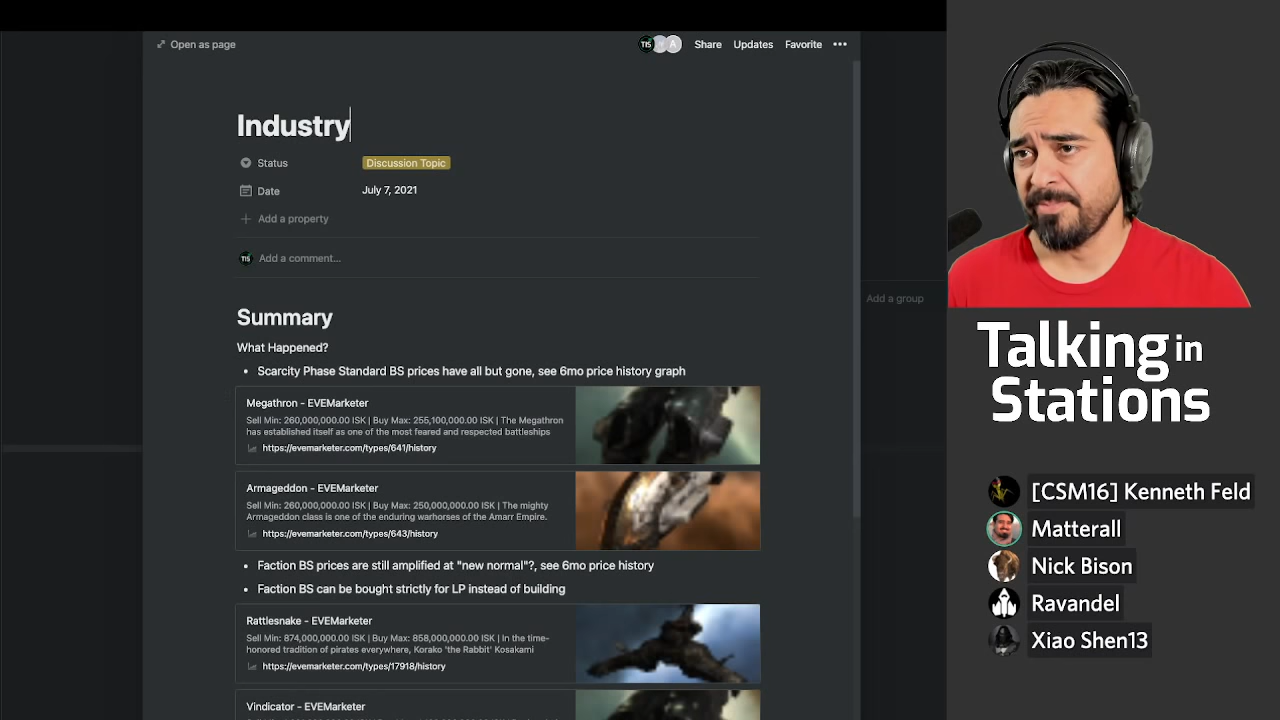 Open as page
TIS
A
Share
Updates
Favorite
Industry
Status
Discussion Topic
Date
July 7, 2021
Add a property
TIS
Add a comment...
Add a group
Summary
What Happened?
Scarcity Phase Standard BS prices have all but gone, see 6mo price history graph
Megathron - EVEMarketer
Sell Min: 260,000,000.00 ISK | Buy Max: 255,100,000.00 ISK | The Megathron
has established itself as one of the most feared and respected battleships
https://evemarketer.com/types/641/history
Armageddon - EVEMarketer
Sell Min: 260,000,000.00 ISK | Buy Max: 250,000,000.00 ISK | The mighty
Armageddon class is one of the enduring warhorses of the Amarr Empire.
https://evemarketer.com/types/643/history
Faction BS prices are still amplified at "new normal"?, see 6mo price history
Faction BS can be bought strictly for LP instead of building
Rattlesnake - EVEMarketer
Sell Min: 874,000,000.00 ISK | Buy Max: 858,000,000.00 ISK | In the time-
honored tradition of pirates everywhere, Korako 'the Rabbit' Kosakami
https://evemarketer.com/types/17918/history
Vindicator - EVEMarketer
Talking in
Stations
[CSM16] Kenneth Feld
Matterall
Nick Bison
Ravandel
Xiao Shen13